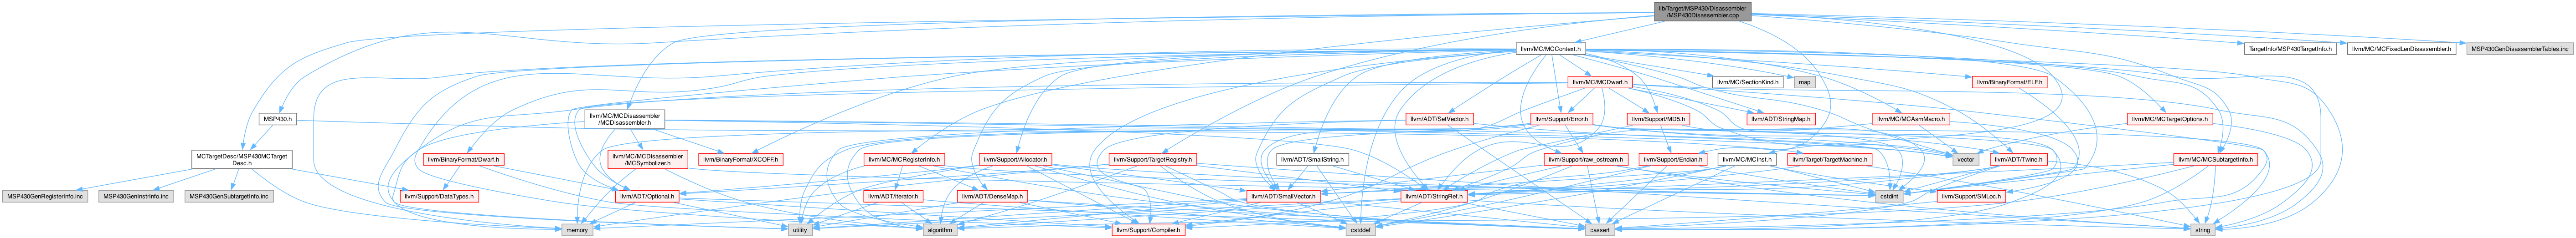 lib/Target/MSP430/Disassembler
/MSP430Disassembler.cpp
llvm/MC/MCContext.h
TargetInfo/MSP430TargetInfo.h
llvm/MC/MCFixedLenDisassembler.h
MSP430GenDisassemblerTables.inc
llvm/MC/MCDwarf.h
llvm/MC/SectionKind.h
map
llvm/BinaryFormat/ELF.h
MSP430.h
llvm/MC/MCDisassembler
/MCDisassembler.h
llvm/ADT/SetVector.h
llvm/Support/Error.h
llvm/Support/MD5.h
llvm/ADT/StringMap.h
llvm/MC/MCAsmMacro.h
llvm/MC/MCTargetOptions.h
MCTargetDesc/MSP430MCTarget
Desc.h
llvm/BinaryFormat/Dwarf.h
llvm/MC/MCDisassembler
/MCSymbolizer.h
llvm/BinaryFormat/XCOFF.h
llvm/MC/MCRegisterInfo.h
llvm/Support/Allocator.h
llvm/Support/TargetRegistry.h
llvm/ADT/SmallString.h
llvm/Support/raw_ostream.h
llvm/Support/Endian.h
llvm/MC/MCInst.h
llvm/Target/TargetMachine.h
vector
llvm/ADT/Twine.h
llvm/MC/MCSubtargetInfo.h
MSP430GenRegisterInfo.inc
MSP430GenInstrInfo.inc
MSP430GenSubtargetInfo.inc
llvm/Support/DataTypes.h
llvm/ADT/Optional.h
llvm/ADT/iterator.h
llvm/ADT/DenseMap.h
llvm/ADT/SmallVector.h
llvm/ADT/StringRef.h
cstdint
llvm/Support/SMLoc.h
memory
utility
algorithm
llvm/Support/Compiler.h
cstddef
cassert
string